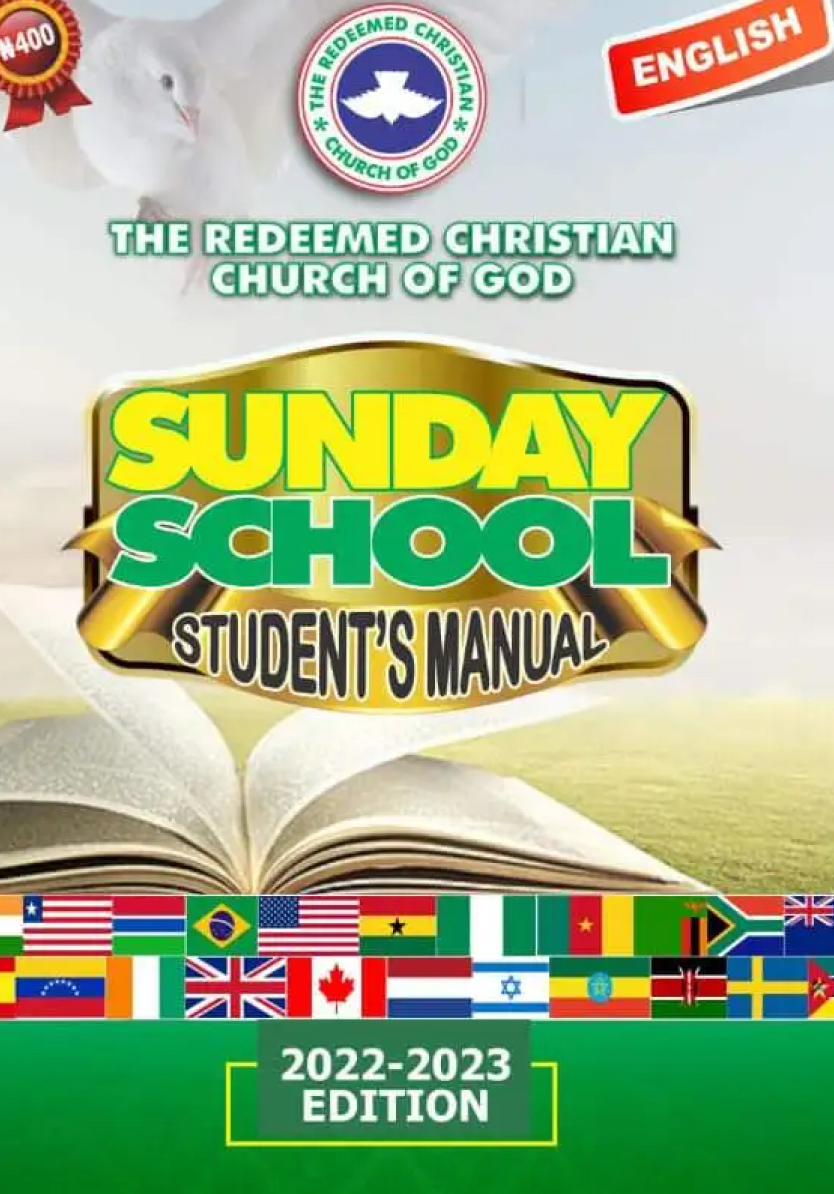 ₦400
THE REDEEMED CHRISTIAN
* CHURCH OF GOD *
ENGLISH
THE REDEEMED CHRISTIAN
CHURCH OF GOD
SUNDAY
SCHOOL
STUDENT'S MANUAL
2022-2023
EDITION